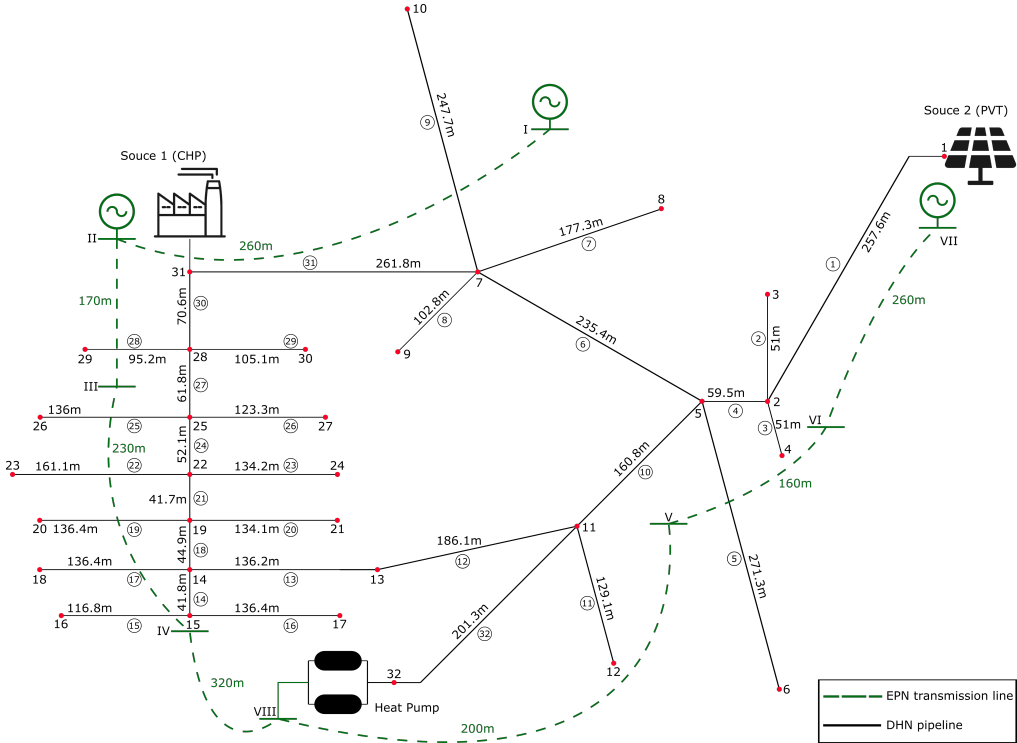 10
247.7m
9
I
Souce 2 (PVT)
1
Souce 1 (CHP)
8
177.3m
7
II
260m
VII
257.6m
31
261.8m
31
7
1
260m
170m
70.6m
30
102.8m
8
235.4m
6
3
2
51m
28
29
29
95.2m
28
105.1m
30
9
III
61.8m
27
59.5m
4
2
5
136m
123.3m
26
25
25
26
27
3
51m
VI
4
230m
52.1m
24
160.8m
10
23
161.1m
22
22
134.2m
23
24
160m
41.7m
21
V
20
136.4m
19
19
134.1m
20
21
11
44.9m
18
186.1m
12
5
271.3m
18
136.4m
17
14
136.2m
13
13
41.8m
14
129.1m
11
116.8m
136.4m
16
15
15
16
17
IV
201.3m
32
12
320m
32
6
VIII
Heat Pump
200m
EPN transmission line
DHN pipeline